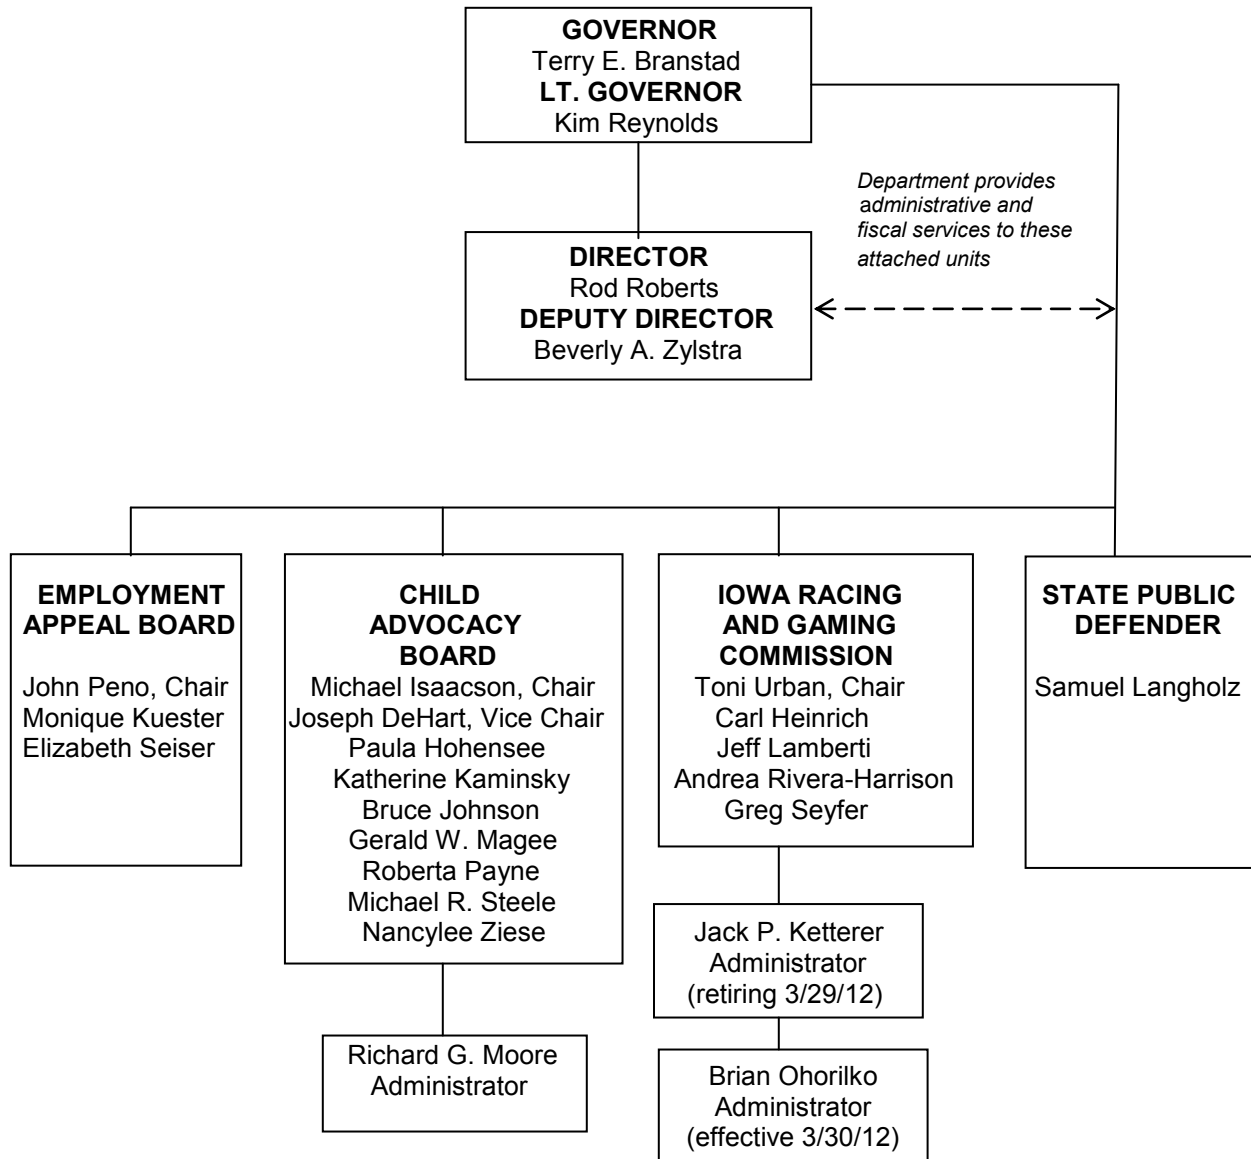 GOVERNOR
Terry E. Branstad
LT. GOVERNOR
Kim Reynolds
Department provides
administrative and
fiscal services to these
attached units
DIRECTOR
Rod Roberts
DEPUTY DIRECTOR
Beverly A. Zylstra
EMPLOYMENT
APPEAL BOARD
John Peno, Chair
Monique Kuester
Elizabeth Seiser
CHILD
ADVOCACY
BOARD
Michael Isaacson, Chair
Joseph DeHart, Vice Chair
Paula Hohensee
Katherine Kaminsky
Bruce Johnson
Gerald W. Magee
Roberta Payne
Michael R. Steele
Nancylee Ziese
Richard G. Moore
Administrator
IOWA RACING
AND GAMING
COMMISSION
Toni Urban, Chair
Carl Heinrich
Jeff Lamberti
Andrea Rivera-Harrison
Greg Seyfer
Jack P. Ketterer
Administrator
(retiring 3/29/12)
Brian Ohorilko
Administrator
(effective 3/30/12)
STATE PUBLIC
DEFENDER
Samuel Langholz